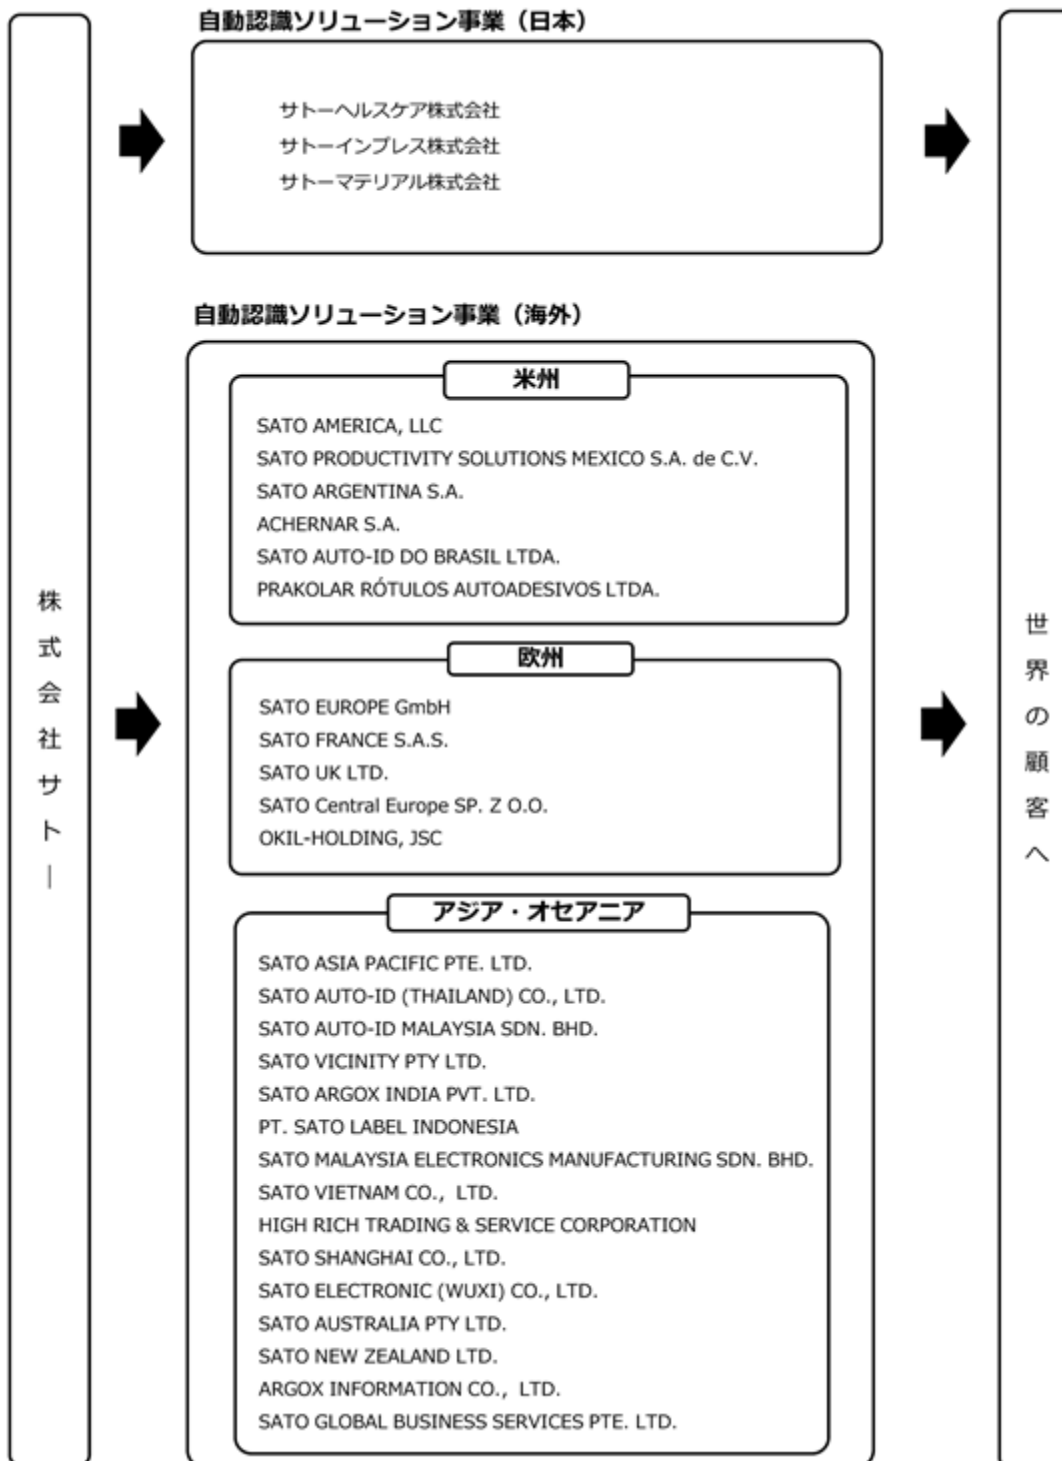 自動認識ソリューション事業（日本）
サトーヘルスケア株式会社
サトーインプレス株式会社
サトーマテリアル株式会社
自動認識ソリューション事業（海外）
米州
SATO AMERICA, LLC
SATO PRODUCTIVITY SOLUTIONS MEXICO S.A. de C.V.
SATO ARGENTINA S.A.
ACHERNAR S.A.
SATO AUTO-ID DO BRASIL LTDA.
PRAKOLAR RÓTULOS AUTOADESIVOS LTDA.
欧州
SATO EUROPE GmbH
SATO FRANCE S.A.S.
SATO UK LTD.
SATO Central Europe SP. Z O.O.
OKIL-HOLDING, JSC
アジア・オセアニア
SATO ASIA PACIFIC PTE. LTD.
SATO AUTO-ID (THAILAND) CO., LTD.
SATO AUTO-ID MALAYSIA SDN. BHD.
SATO VICINITY PTY LTD.
SATO ARGOX INDIA PVT. LTD.
PT. SATO LABEL INDONESIA
SATO MALAYSIA ELECTRONICS MANUFACTURING SDN. BHD.
SATO VIETNAM CO., LTD.
HIGH RICH TRADING & SERVICE CORPORATION
SATO SHANGHAI CO., LTD.
SATO ELECTRONIC (WUXI) CO., LTD.
SATO AUSTRALIA PTY LTD.
SATO NEW ZEALAND LTD.
ARGOX INFORMATION CO., LTD.
SATO GLOBAL BUSINESS SERVICES PTE. LTD.
株式会社サトー
世界の顧客へ